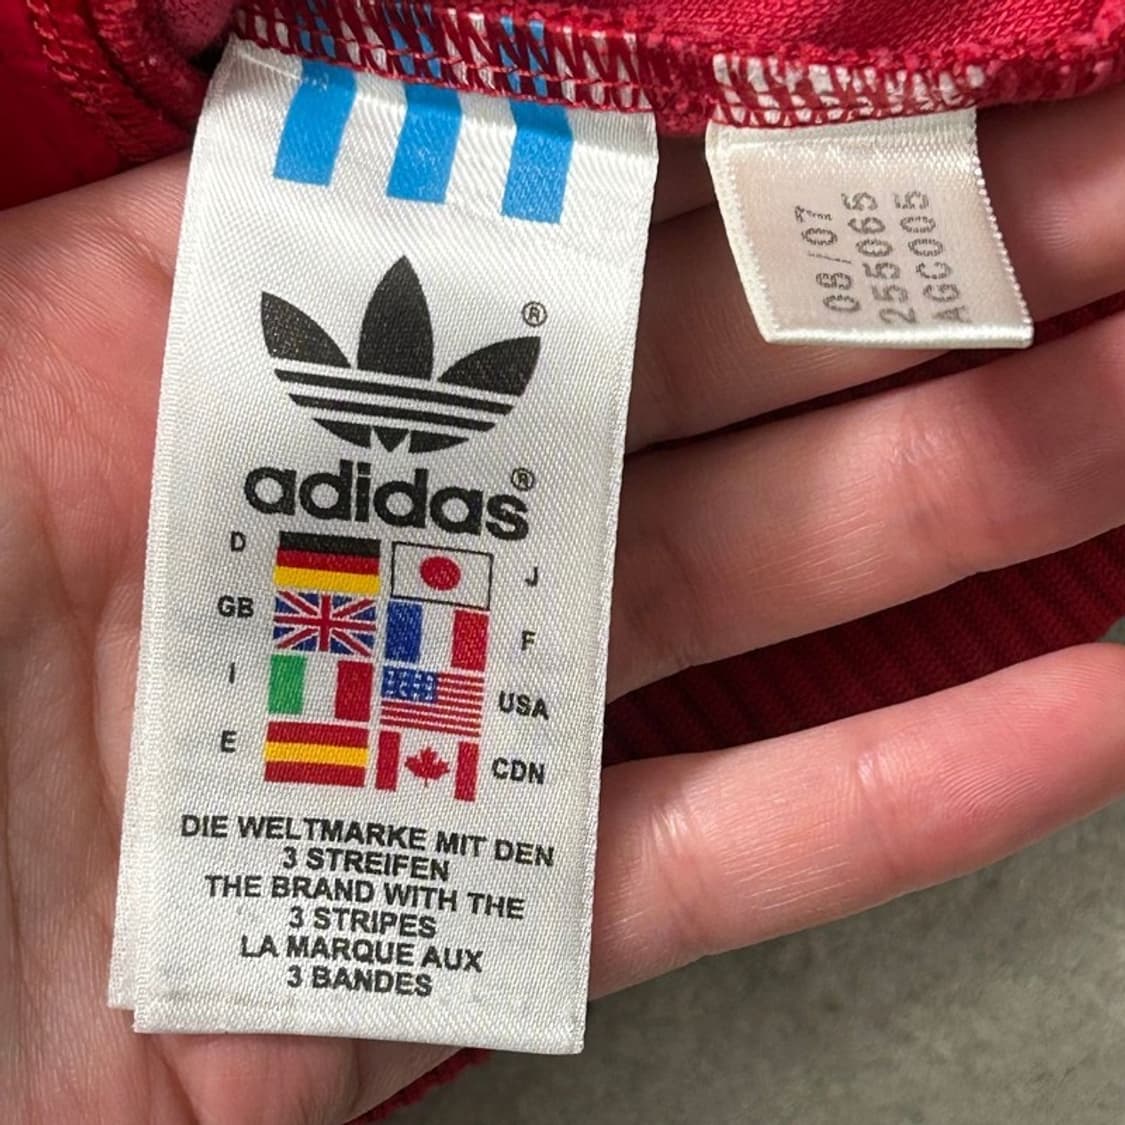 ®
adidas®
D
J
GB
F
I
USA
E
CDN
DIE WELTMARKE MIT DEN
3 STREIFEN
THE BRAND WITH THE
3 STRIPES
LA MARQUE AUX
3 BANDES
08/07
255065
AGC005